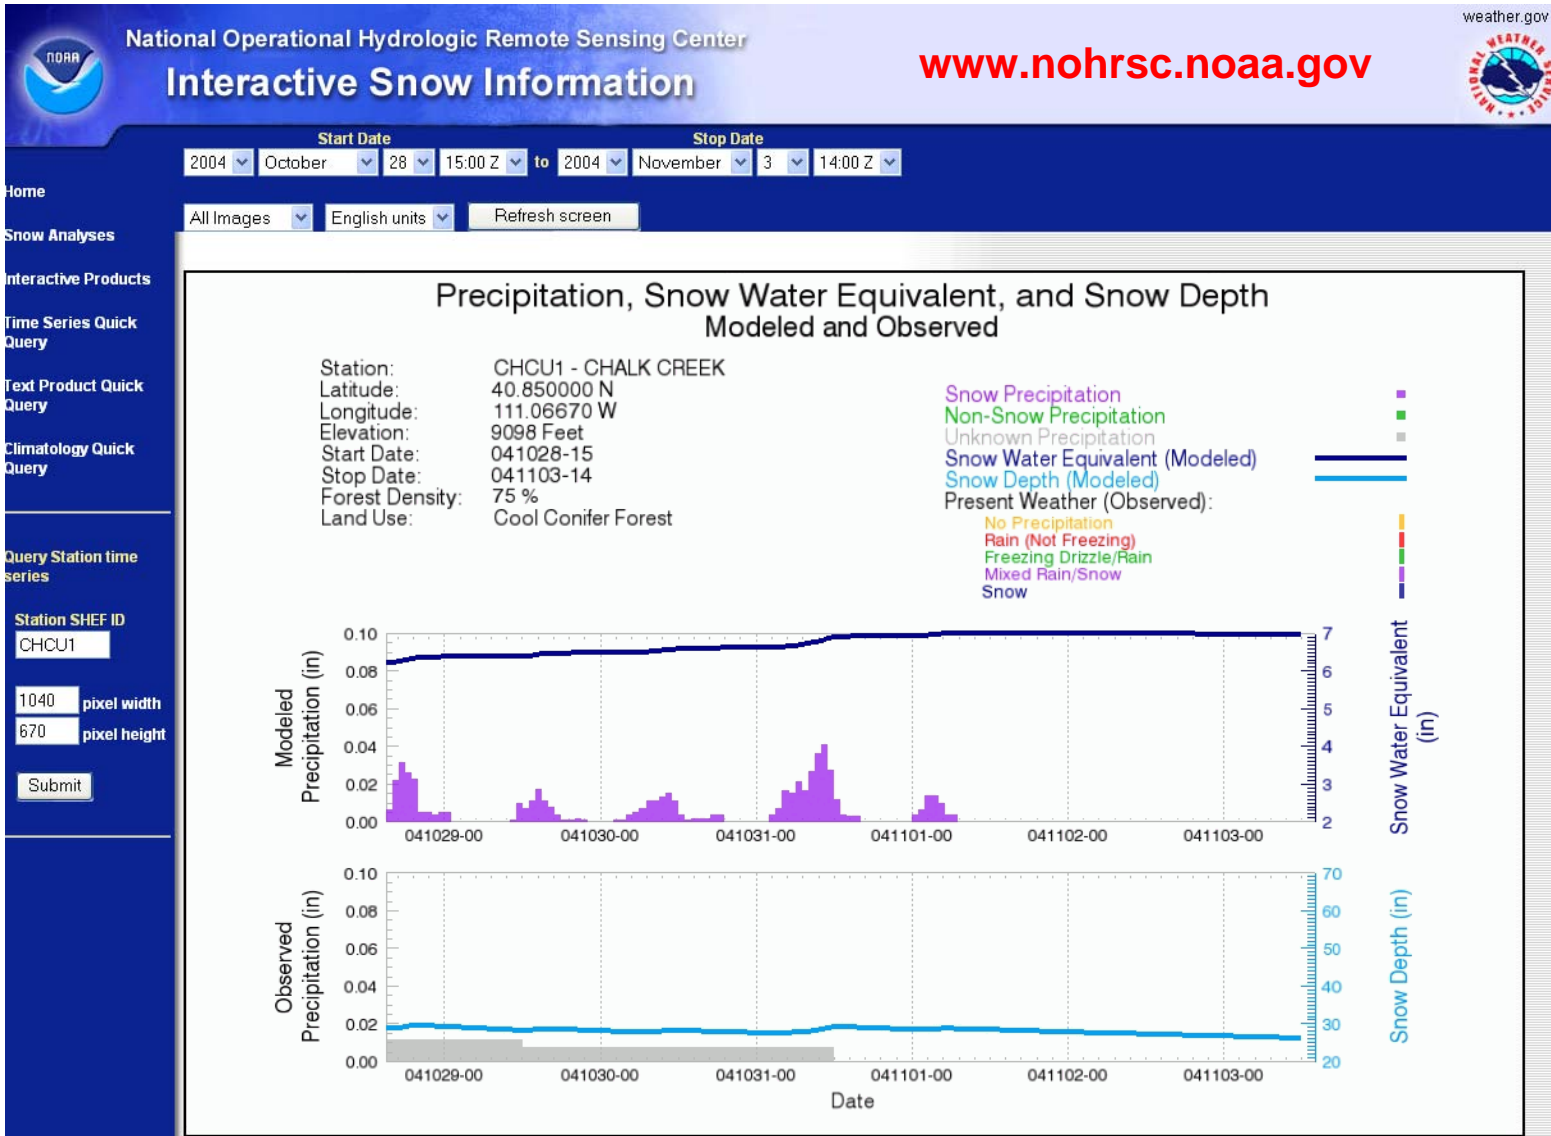 weather.gov
NOAA
National Operational Hydrologic Remote Sensing Center
Interactive Snow Information
www.nohrsc.noaa.gov
NATIONAL WEATHER SERVICE
Start Date
Stop Date
2004 October 28 15:00 Z to 2004 November 3 14:00 Z
All Images English units Refresh screen
Home
Snow Analyses
Interactive Products
Time Series Quick
Query
Text Product Quick
Query
Climatology Quick
Query
Query Station time
series
Station SHEF ID
CHCU1
1040 pixel width
670 pixel height
Submit
Precipitation, Snow Water Equivalent, and Snow Depth
Modeled and Observed
Station: CHCU1 - CHALK CREEK
Latitude: 40.850000 N
Longitude: 111.06670 W
Elevation: 9098 Feet
Start Date: 041028-15
Stop Date: 041103-14
Forest Density: 75 %
Land Use: Cool Conifer Forest
Snow Precipitation
Non-Snow Precipitation
Unknown Precipitation
Snow Water Equivalent (Modeled)
Snow Depth (Modeled)
Present Weather (Observed):
No Precipitation
Rain (Not Freezing)
Freezing Drizzle/Rain
Mixed Rain/Snow
Snow
Modeled
Precipitation (in)
0.10
0.08
0.06
0.04
0.02
0.00
7
6
5
4
3
2
Snow Water Equivalent
(in)
041029-00 041030-00 041031-00 041101-00 041102-00 041103-00
Observed
Precipitation (in)
0.10
0.08
0.06
0.04
0.02
0.00
70
60
50
40
30
20
Snow Depth (in)
041029-00 041030-00 041031-00 041101-00 041102-00 041103-00
Date